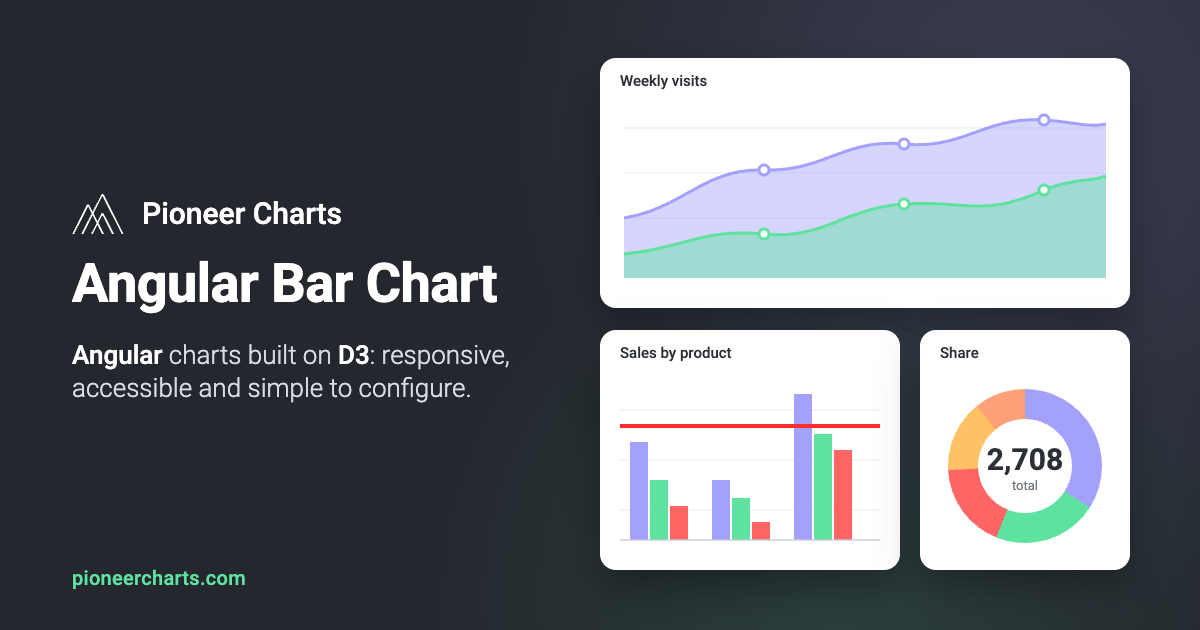 Pioneer Charts
Angular Bar Chart
Angular charts built on D3: responsive,
accessible and simple to configure.
pioneercharts.com
Weekly visits
Sales by product
Share
2,708
total